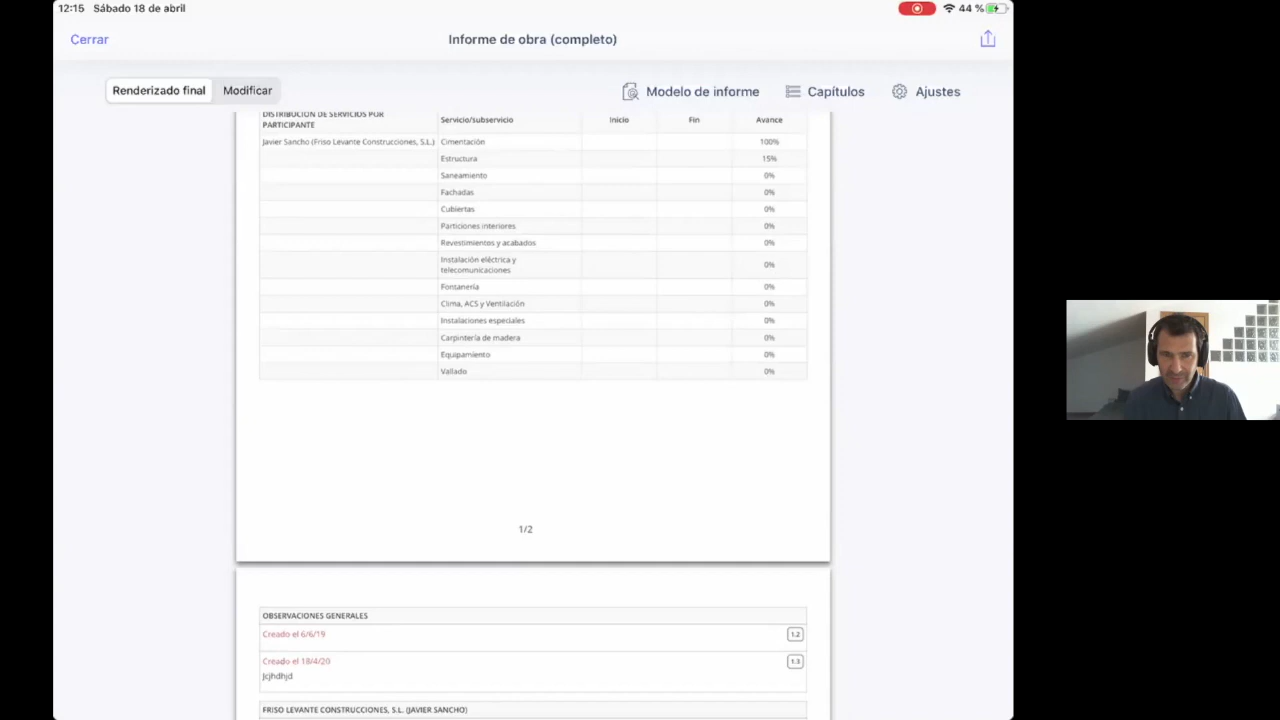 12:15 Sábado 18 de abril
44 %
Cerrar
Informe de obra (completo)
Renderizado final
Modificar
Modelo de informe
Capítulos
Ajustes
DISTRIBUCIÓN DE SERVICIOS POR
PARTICIPANTE
Servicio/subservicio
Inicio
Fin
Avance
Javier Sancho (Friso Levante Construcciones, S.L.)
Cimentación
100%
Estructura
15%
Saneamiento
0%
Fachadas
0%
Cubiertas
0%
Particiones interiores
0%
Revestimientos y acabados
0%
Instalación eléctrica y
telecomunicaciones
0%
Fontanería
0%
Clima, ACS y Ventilación
0%
Instalaciones especiales
0%
Carpintería de madera
0%
Equipamiento
0%
Vallado
0%
1/2
OBSERVACIONES GENERALES
Creado el 6/6/19
1.2
Creado el 18/4/20
1.3
Jcjhdhjd
FRISO LEVANTE CONSTRUCCIONES, S.L. (JAVIER SANCHO)